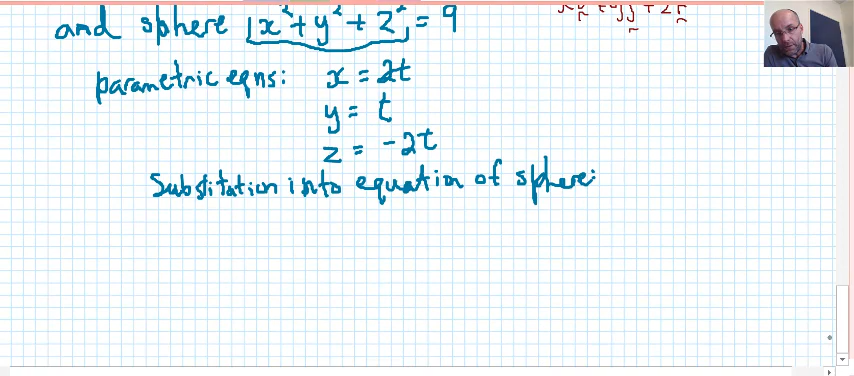 and sphere x² + y² + z² = 9
parametric eqns: x = 2t
y = t
z = -2t
Substitution into equation of sphere: